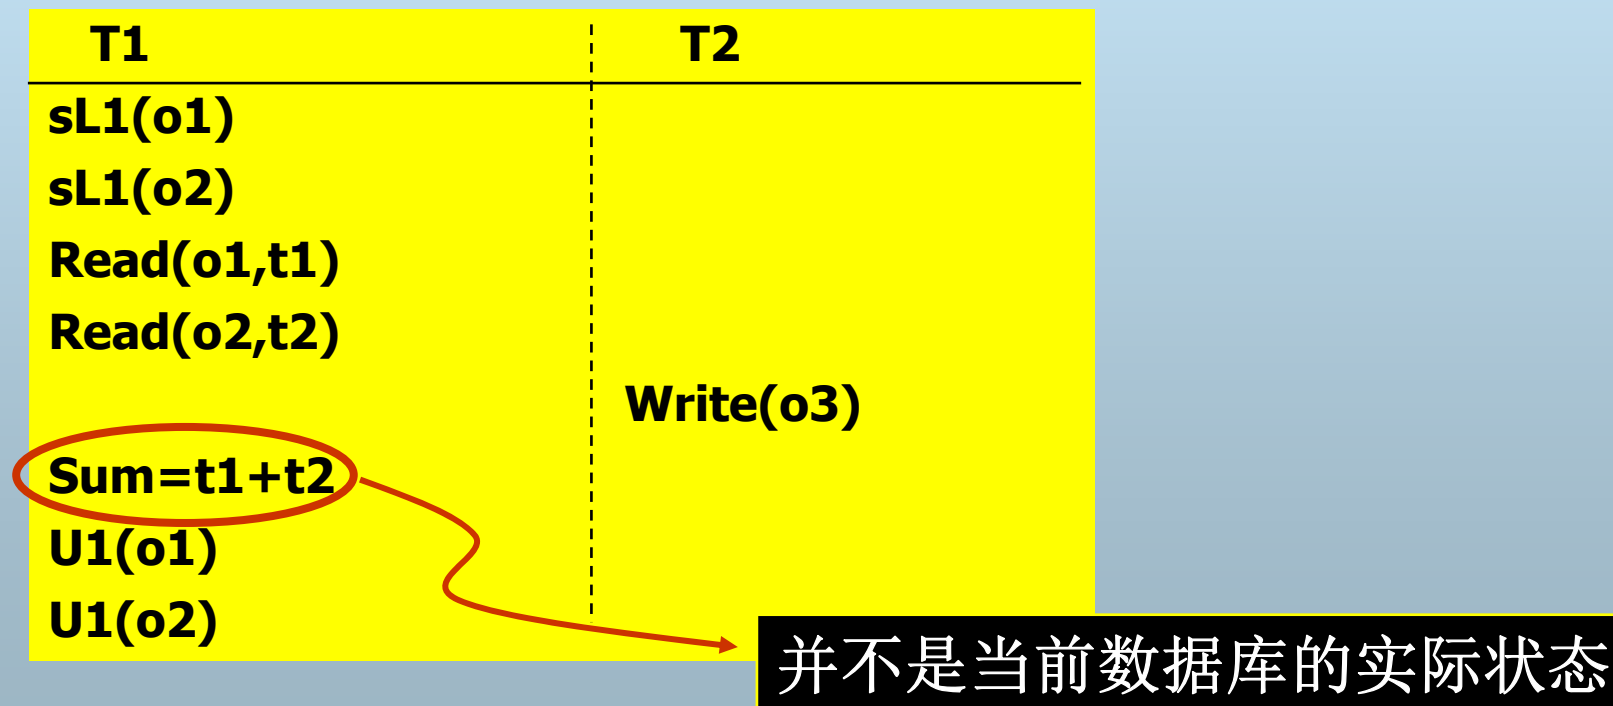 T1 T2
sL1(o1)
sL1(o2)
Read(o1,t1)
Read(o2,t2)
Write(o3)
Sum=t1+t2
U1(o1)
U1(o2)
并不是当前数据库的实际状态